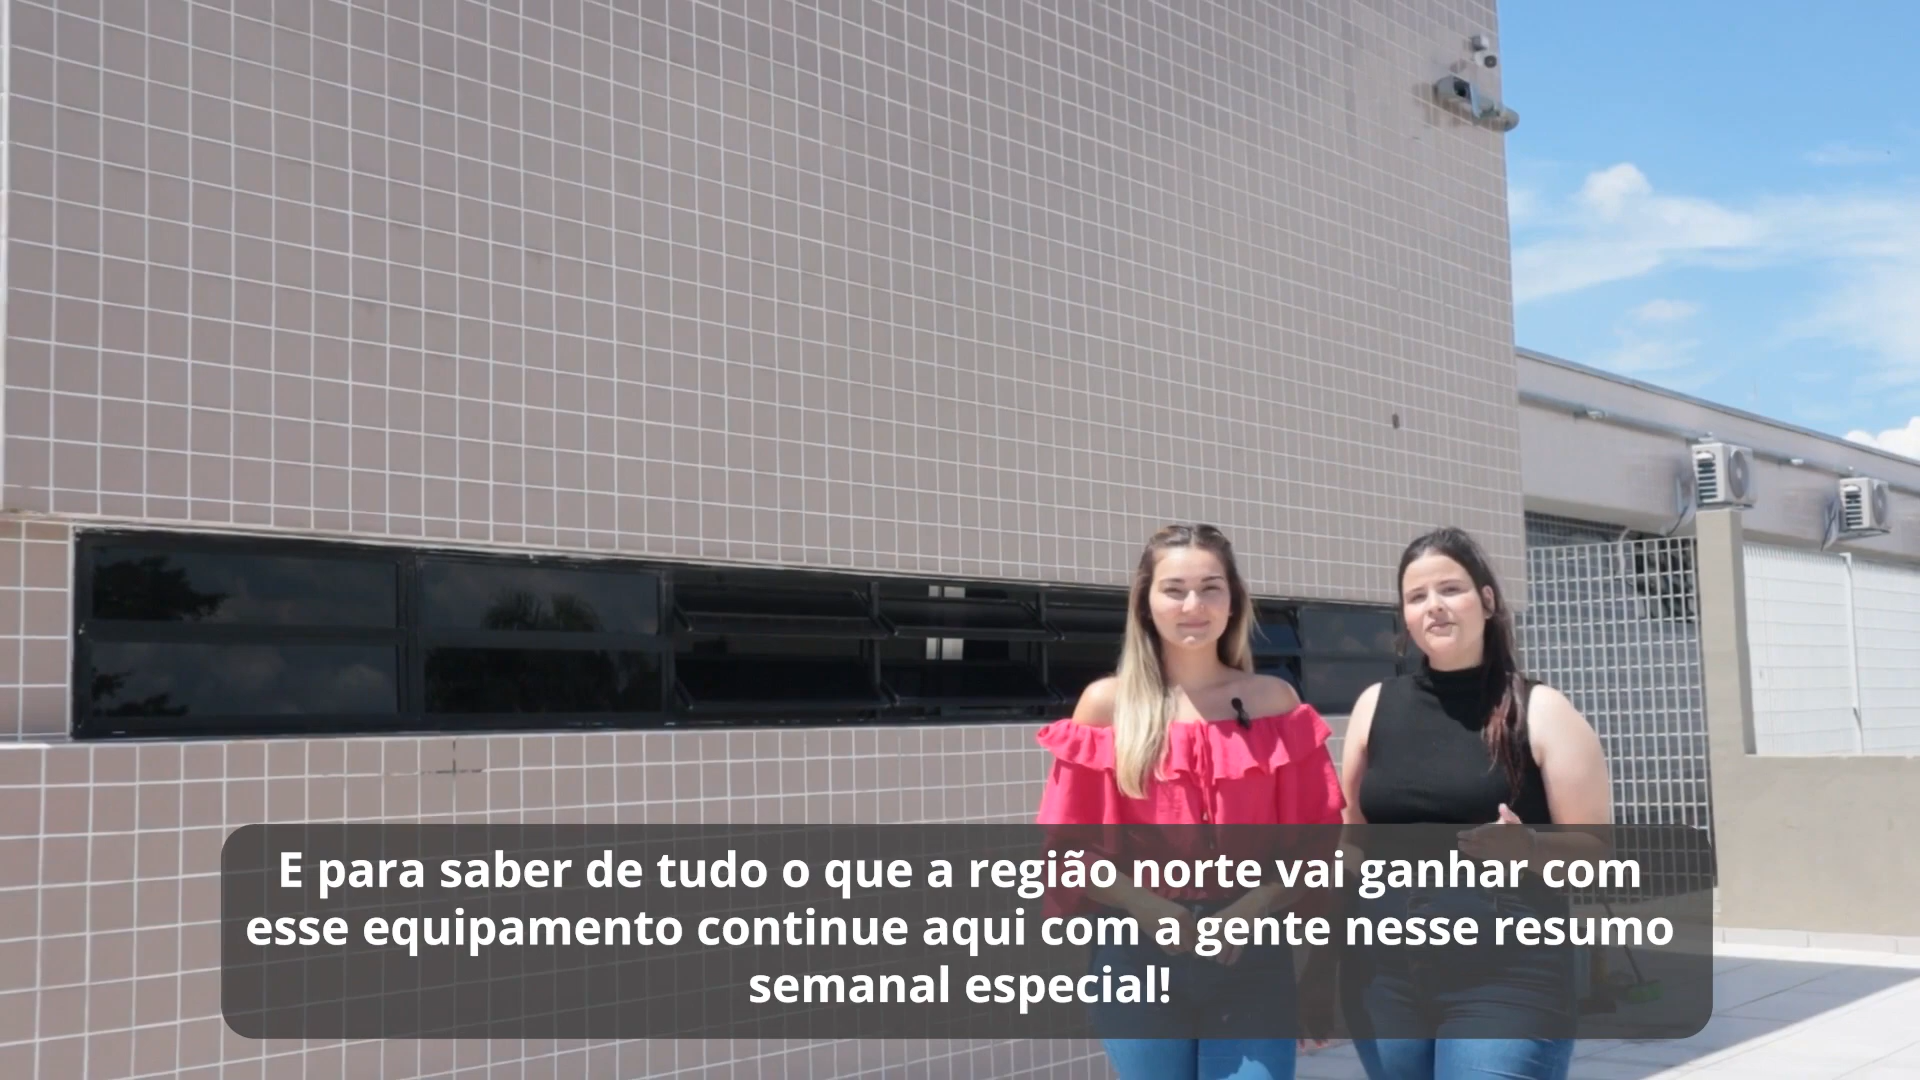 E para saber de tudo o que a região norte vai ganhar com
esse equipamento continue aqui com a gente nesse resumo
semanal especial!